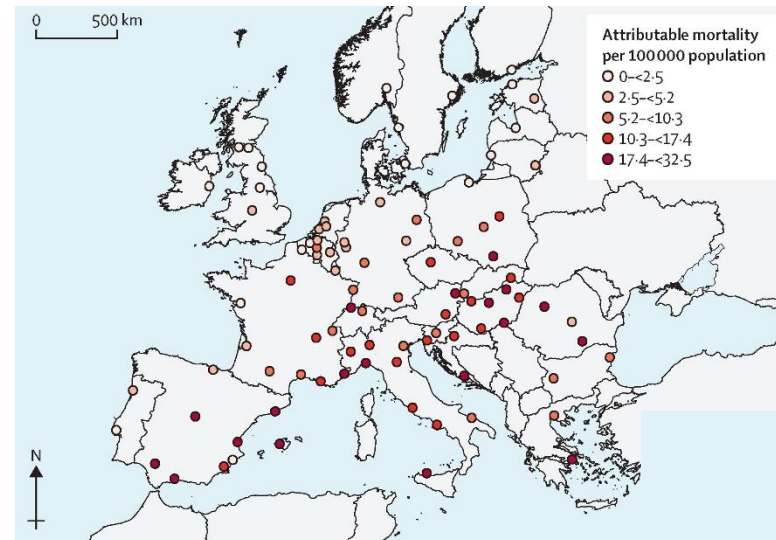 0 500 km
Attributable mortality
per 100 000 population
0–<2·5
2·5–<5·2
5·2–<10·3
10·3–<17·4
17·4–<32·5
N